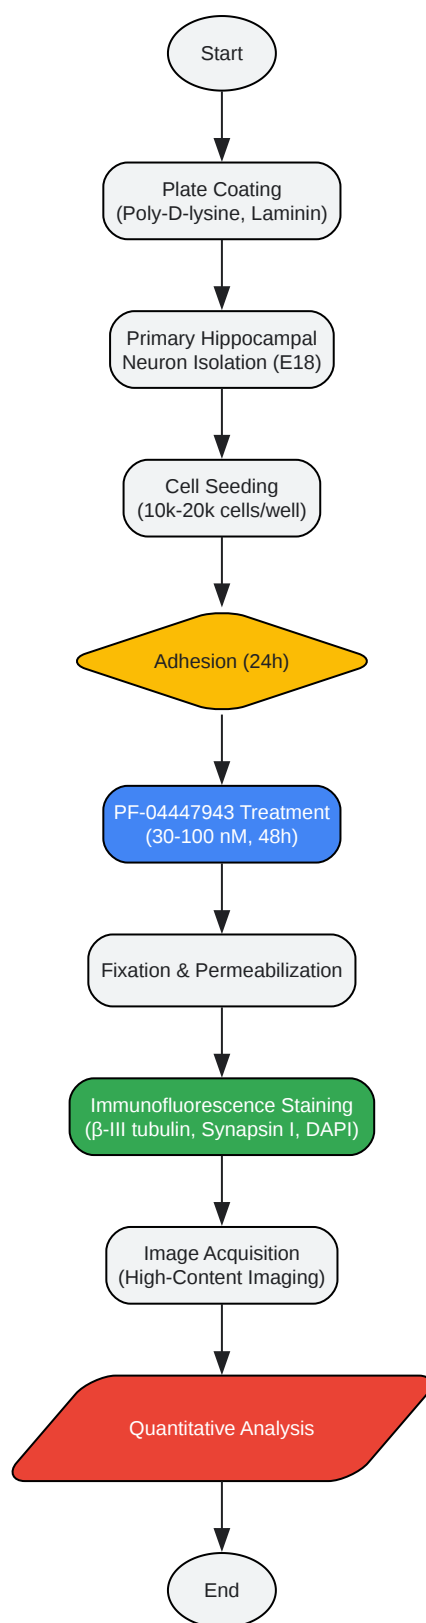 Start
Plate Coating
(Poly-D-lysine, Laminin)
Primary Hippocampal
Neuron Isolation (E18)
Cell Seeding
(10k-20k cells/well)
Adhesion (24h)
PF-04447943 Treatment
(30-100 nM, 48h)
Fixation & Permeabilization
Immunofluorescence Staining
(β-III tubulin, Synapsin I, DAPI)
Image Acquisition
(High-Content Imaging)
Quantitative Analysis
End